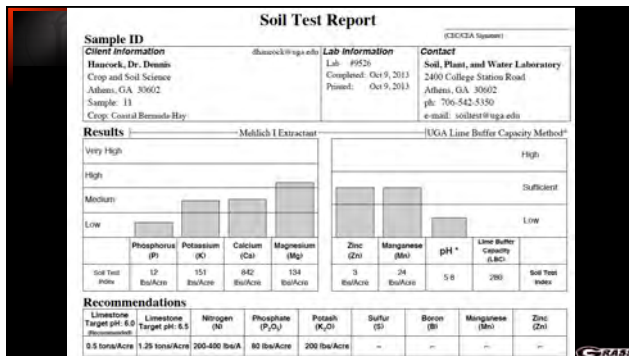 Soil Test Report
Sample ID
(CEC/CEA Signature)
Client Information
dhancock@uga.edu
Lab Information
Contact
Hancock, Dr. Dennis
Crop and Soil Science
Athens, GA 30602
Sample: 11
Crop: Coastal Bermuda Hay
Lab #9526
Completed: Oct 9, 2013
Printed: Oct 9, 2013
Soil, Plant, and Water Laboratory
2400 College Station Road
Athens, GA 30602
ph: 706-542-5350
e-mail: soiltest@uga.edu
Results
Mehlich I Extractant
UGA Lime Buffer Capacity Method*
Very High
High
Medium
Low
High
Sufficient
Low
Phosphorus (P) Potassium (K) Calcium (Ca) Magnesium (Mg) Zinc (Zn) Manganese (Mn) pH * Lime Buffer Capacity (LBC)
Soil Test Index 12 lbs/Acre 151 lbs/Acre 842 lbs/Acre 134 lbs/Acre 3 lbs/Acre 24 lbs/Acre 5.8 280 Soil Test Index
Recommendations
Limestone Target pH: 6.0 (Recommended) Limestone Target pH: 6.5 Nitrogen (N) Phosphate (P2O5) Potash (K2O) Sulfur (S) Boron (B) Manganese (Mn) Zinc (Zn)
0.5 tons/Acre 1.25 tons/Acre 200-400 lbs/A 80 lbs/Acre 200 lbs/Acre -- -- -- --
GRASS